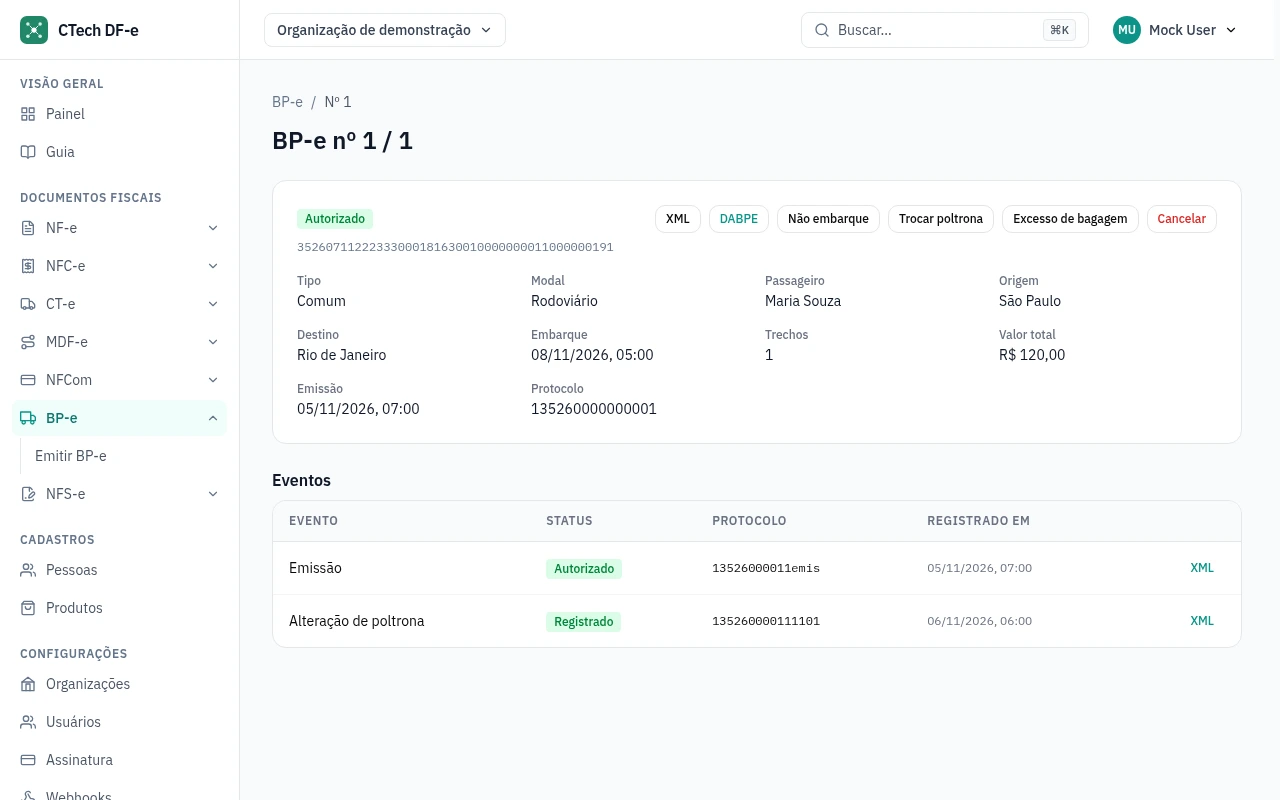 CTech DF-e
Organização de demonstração
Buscar...
⌘K
MU
Mock User
VISÃO GERAL
Painel
Guia
DOCUMENTOS FISCAIS
NF-e
NFC-e
CT-e
MDF-e
NFCom
BP-e
Emitir BP-e
NFS-e
CADASTROS
Pessoas
Produtos
CONFIGURAÇÕES
Organizações
Usuários
Assinatura
Webhooks
BP-e / Nº 1
BP-e nº 1 / 1
Autorizado
XML
DABPE
Não embarque
Trocar poltrona
Excesso de bagagem
Cancelar
35260711222333000181630010000000011000000191
Tipo Modal Passageiro Origem
Comum Rodoviário Maria Souza São Paulo
Destino Embarque Trechos Valor total
Rio de Janeiro 08/11/2026, 05:00 1 R$ 120,00
Emissão Protocolo
05/11/2026, 07:00 135260000000001
Eventos
EVENTO STATUS PROTOCOLO REGISTRADO EM
Emissão Autorizado 13526000011emis 05/11/2026, 07:00 XML
Alteração de poltrona Registrado 135260000111101 06/11/2026, 06:00 XML